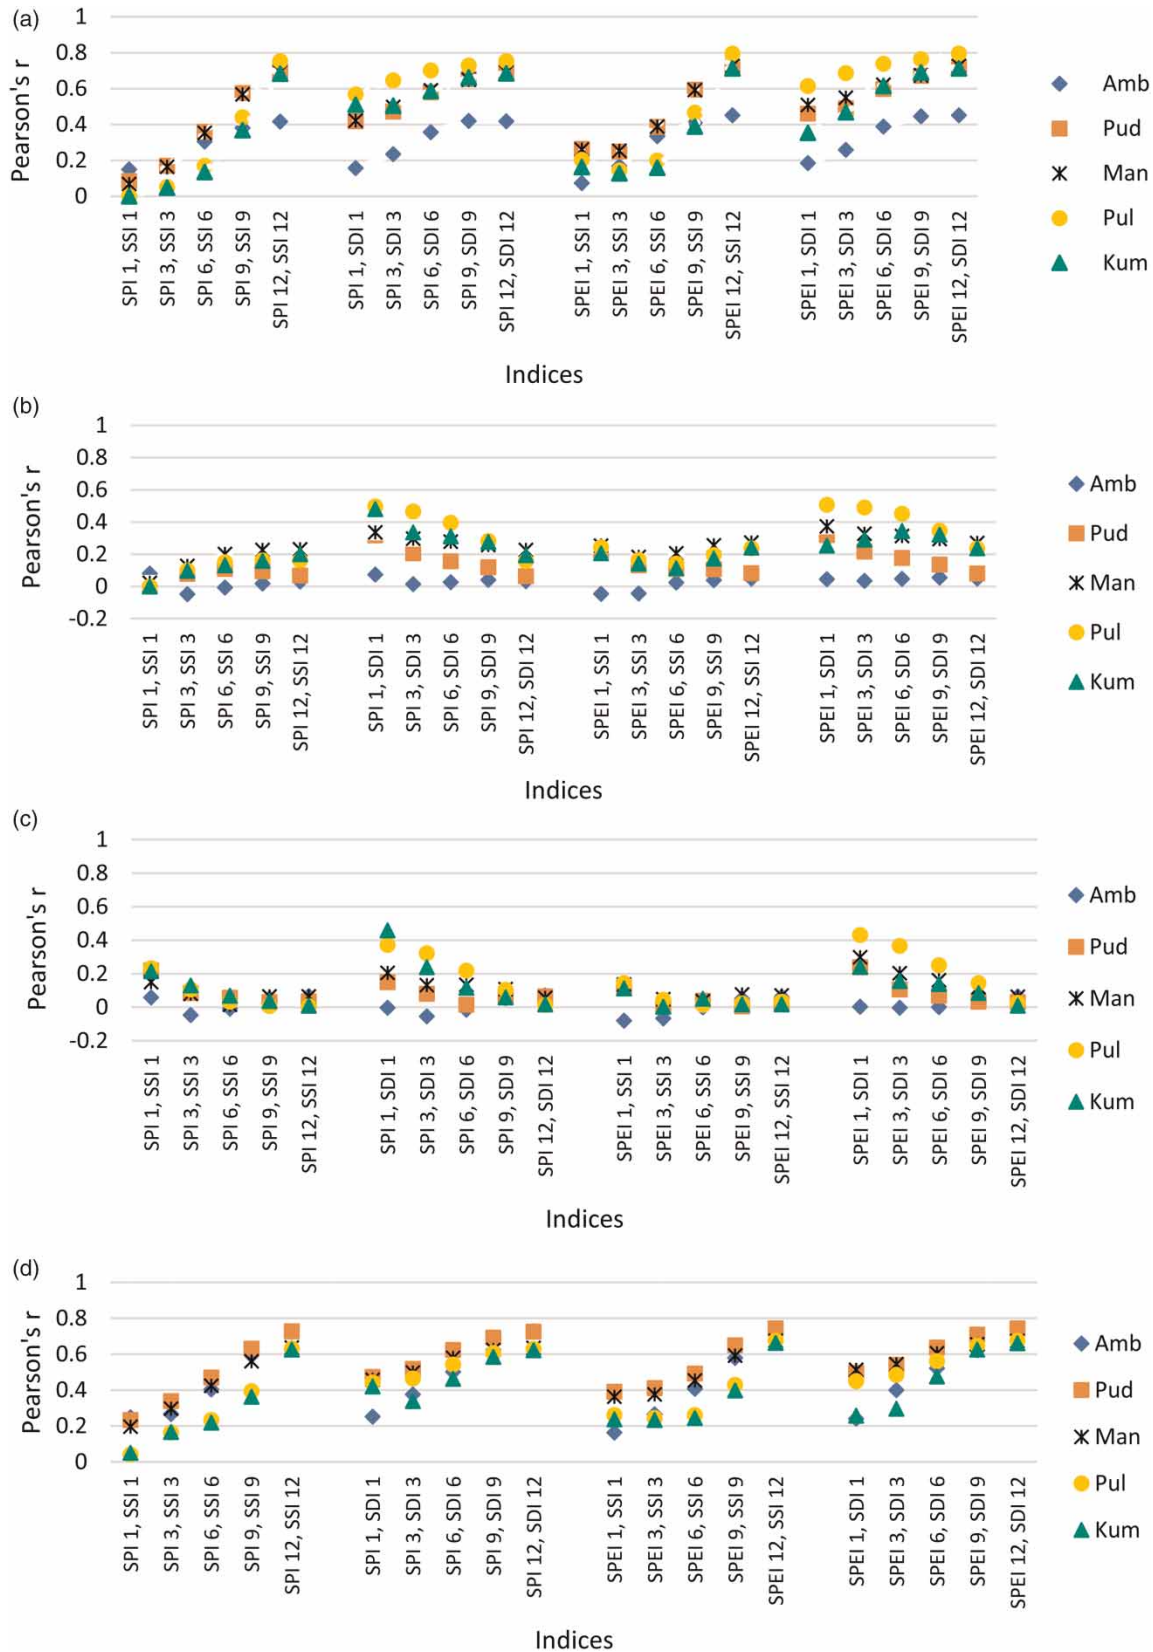 (a)
1
0.8
0.6
0.4
0.2
0
Pearson's r
SPI 1, SSI 1
SPI 3, SSI 3
SPI 6, SSI 6
SPI 9, SSI 9
SPI 12, SSI 12
SPI 1, SDI 1
SPI 3, SDI 3
SPI 6, SDI 6
SPI 9, SDI 9
SPI 12, SDI 12
SPEI 1, SSI 1
SPEI 3, SSI 3
SPEI 6, SSI 6
SPEI 9, SSI 9
SPEI 12, SSI 12
SPEI 1, SDI 1
SPEI 3, SDI 3
SPEI 6, SDI 6
SPEI 9, SDI 9
SPEI 12, SDI 12
Indices
Amb
Pud
Man
Pul
Kum
(b)
1
0.8
0.6
0.4
0.2
0
-0.2
Pearson's r
SPI 1, SSI 1
SPI 3, SSI 3
SPI 6, SSI 6
SPI 9, SSI 9
SPI 12, SSI 12
SPI 1, SDI 1
SPI 3, SDI 3
SPI 6, SDI 6
SPI 9, SDI 9
SPI 12, SDI 12
SPEI 1, SSI 1
SPEI 3, SSI 3
SPEI 6, SSI 6
SPEI 9, SSI 9
SPEI 12, SSI 12
SPEI 1, SDI 1
SPEI 3, SDI 3
SPEI 6, SDI 6
SPEI 9, SDI 9
SPEI 12, SDI 12
Indices
Amb
Pud
Man
Pul
Kum
(c)
1
0.8
0.6
0.4
0.2
0
-0.2
Pearson's r
SPI 1, SSI 1
SPI 3, SSI 3
SPI 6, SSI 6
SPI 9, SSI 9
SPI 12, SSI 12
SPI 1, SDI 1
SPI 3, SDI 3
SPI 6, SDI 6
SPI 9, SDI 9
SPI 12, SDI 12
SPEI 1, SSI 1
SPEI 3, SSI 3
SPEI 6, SSI 6
SPEI 9, SSI 9
SPEI 12, SSI 12
SPEI 1, SDI 1
SPEI 3, SDI 3
SPEI 6, SDI 6
SPEI 9, SDI 9
SPEI 12, SDI 12
Indices
Amb
Pud
Man
Pul
Kum
(d)
1
0.8
0.6
0.4
0.2
0
Pearson's r
SPI 1, SSI 1
SPI 3, SSI 3
SPI 6, SSI 6
SPI 9, SSI 9
SPI 12, SSI 12
SPI 1, SDI 1
SPI 3, SDI 3
SPI 6, SDI 6
SPI 9, SDI 9
SPI 12, SDI 12
SPEI 1, SSI 1
SPEI 3, SSI 3
SPEI 6, SSI 6
SPEI 9, SSI 9
SPEI 12, SSI 12
SPEI 1, SDI 1
SPEI 3, SDI 3
SPEI 6, SDI 6
SPEI 9, SDI 9
SPEI 12, SDI 12
Indices
Amb
Pud
Man
Pul
Kum